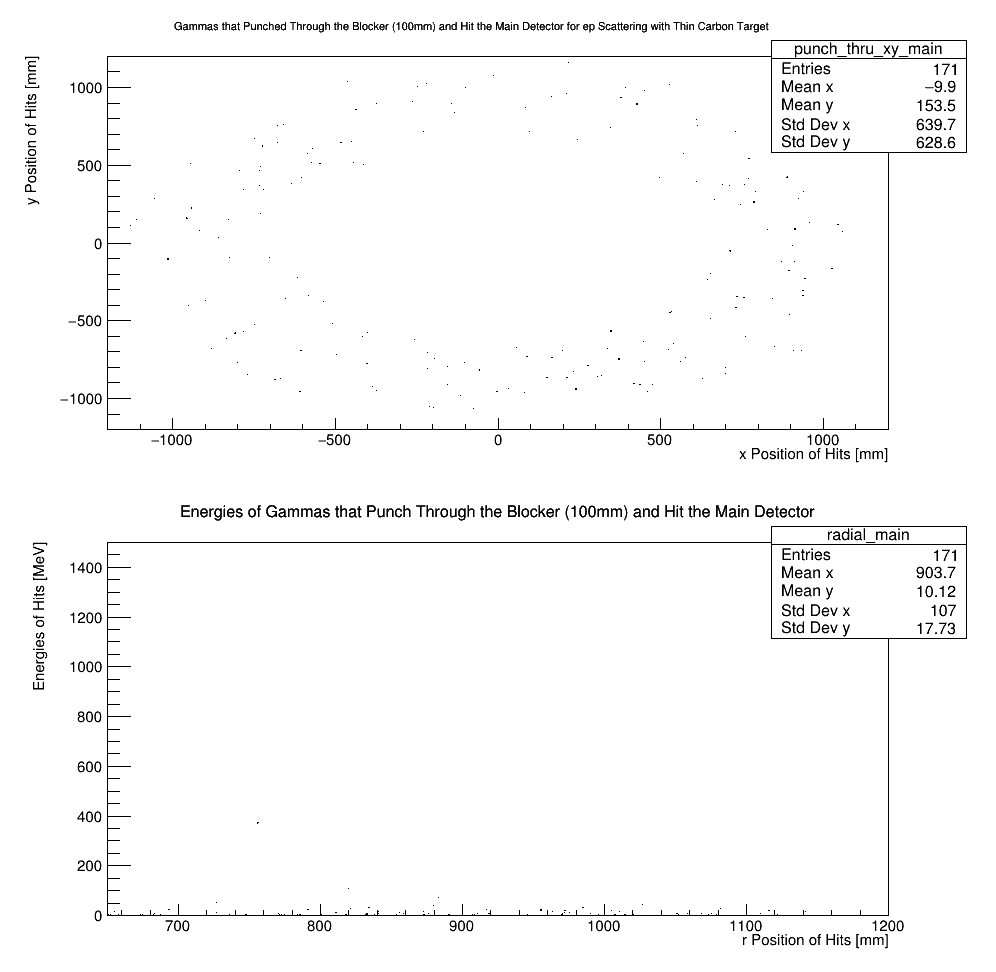 Gammas that Punched Through the Blocker (100mm) and Hit the Main Detector for ep Scattering with Thin Carbon Target
punch_thru_xy_main
Entries 171
Mean x −9.9
Mean y 153.5
Std Dev x 639.7
Std Dev y 628.6
y Position of Hits [mm]
1000
500
0
−500
−1000
−1000 −500 0 500 1000
x Position of Hits [mm]
Energies of Gammas that Punch Through the Blocker (100mm) and Hit the Main Detector
radial_main
Entries 171
Mean x 903.7
Mean y 10.12
Std Dev x 107
Std Dev y 17.73
Energies of Hits [MeV]
1400
1200
1000
800
600
400
200
0
700 800 900 1000 1100 1200
r Position of Hits [mm]